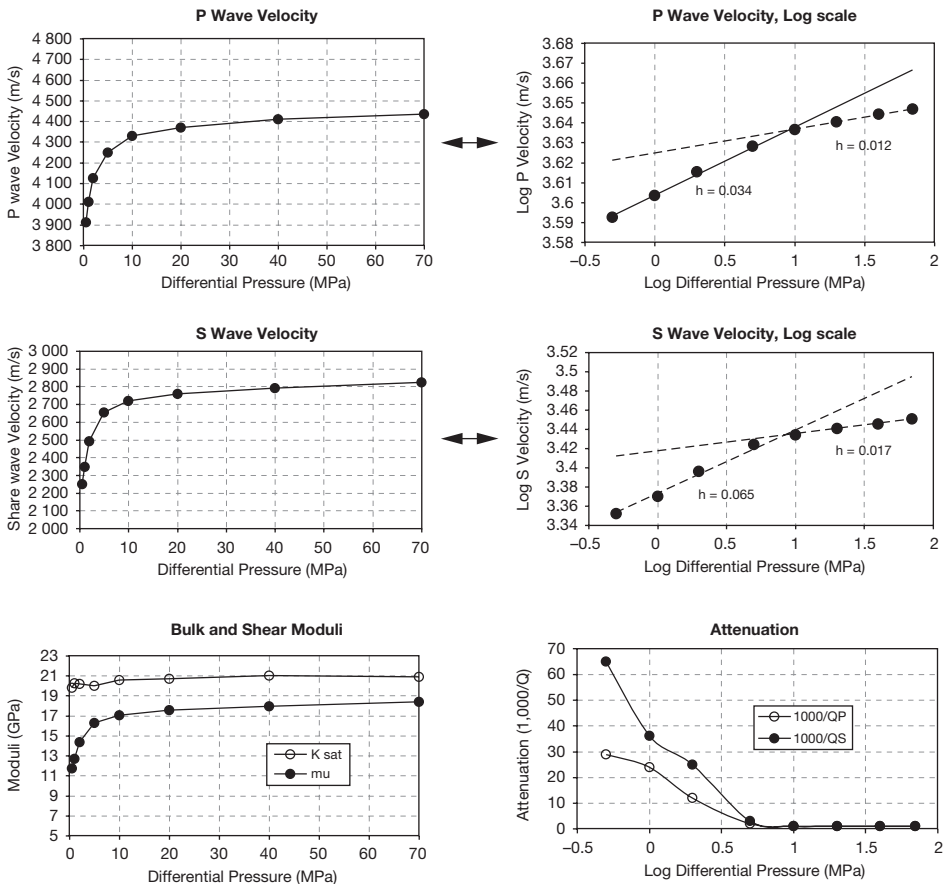 P Wave Velocity
P wave Velocity (m/s)
4 800
4 700
4 600
4 500
4 400
4 300
4 200
4 100
4 000
3 900
3 800
0 10 20 30 40 50 60 70
Differential Pressure (MPa)
P Wave Velocity, Log scale
Log P Velocity (m/s)
3.68
3.67
3.66
3.65
3.64
3.63
3.62
3.61
3.6
3.59
3.58
h = 0.012
h = 0.034
−0.5 0 0.5 1 1.5 2
Log Differential Pressure (MPa)
S Wave Velocity
Share wave Velocity (m/s)
3 000
2 900
2 800
2 700
2 600
2 500
2 400
2 300
2 200
2 100
2 000
0 10 20 30 40 50 60 70
Differential Pressure (MPa)
S Wave Velocity, Log scale
Log S Velocity (m/s)
3.52
3.5
3.48
3.46
3.44
3.42
3.4
3.38
3.36
3.34
h = 0.017
h = 0.065
−0.5 0 0.5 1 1.5 2
Log Differential Pressure (MPa)
Bulk and Shear Moduli
Moduli (GPa)
23
21
19
17
15
13
11
9
7
5
K sat
mu
0 10 20 30 40 50 60 70
Differential Pressure (MPa)
Attenuation
Attenuation (1,000/Q)
70
60
50
40
30
20
10
0
1000/QP
1000/QS
−0.5 0 0.5 1 1.5 2
Log Differential Pressure (MPa)